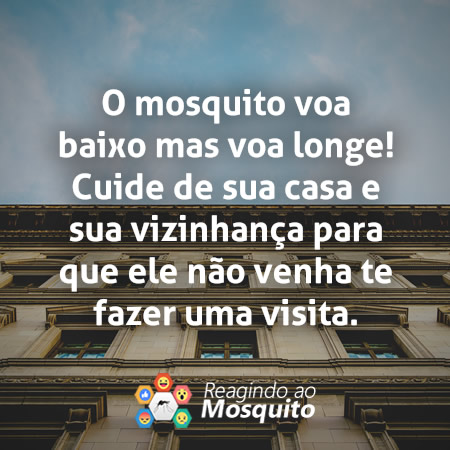 O mosquito voa
baixo mas voa longe!
Cuide de sua casa e
sua vizinhança para
que ele não venha te
fazer uma visita.
Reagindo ao
Mosquito